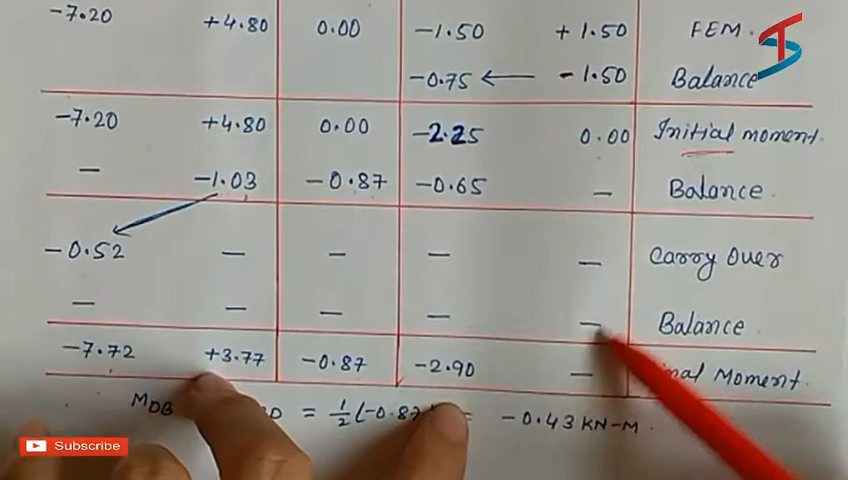 -7.20 +4.80 0.00 -1.50 +1.50 FEM.
-0.75 ← -1.50 Balance
-7.20 +4.80 0.00 -2.25 0.00 Initial moment.
— -1.03 -0.87 -0.65 — Balance.
-0.52 — — — — Carry Over
— — — — — Balance
-7.72 +3.77 -0.87 -2.90 — Moment.
MDB = 1/2 (-0.87 = -0.43 KN-M.
Subscribe